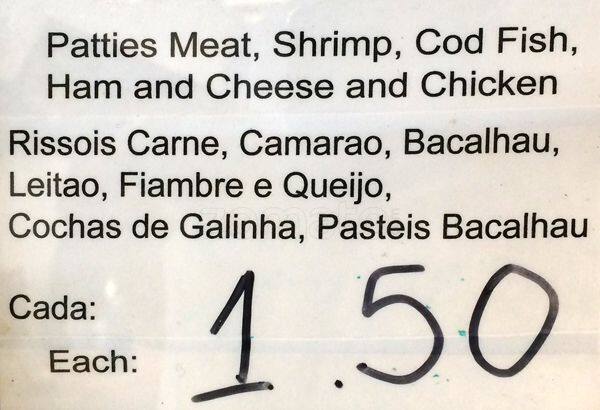 Patties Meat, Shrimp, Cod Fish,
Ham and Cheese and Chicken
Rissois Carne, Camarao, Bacalhau,
Leitao, Fiambre e Queijo,
Cochas de Galinha, Pasteis Bacalhau
Cada:
Each: 1.50